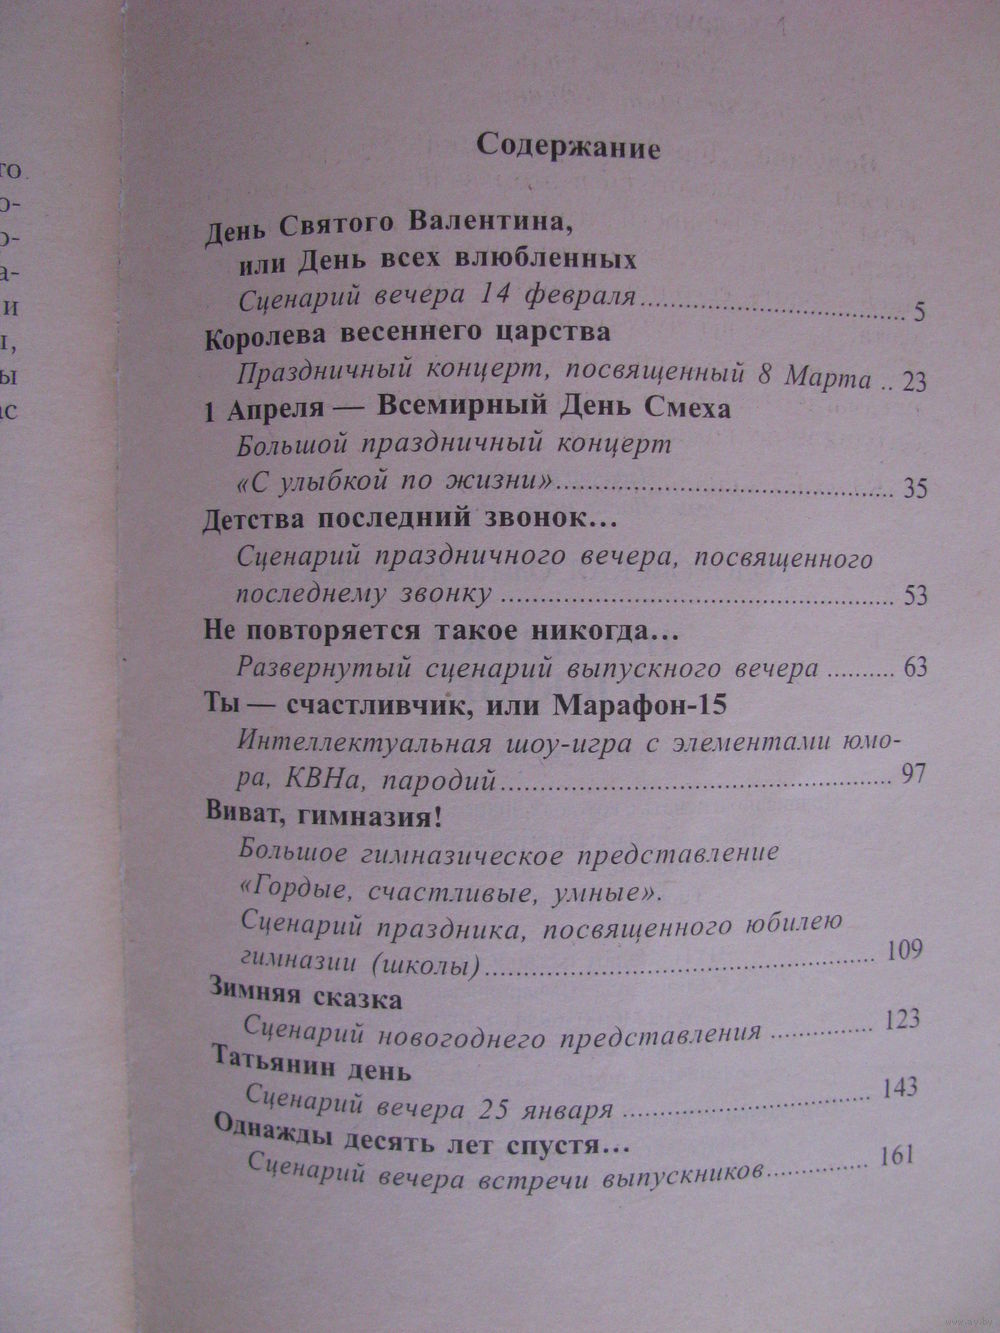 то
о-
о-
а-
и
ы,
ы
ас
Содержание
День Святого Валентина,
или День всех влюбленных
Сценарий вечера 14 февраля.................................. 5
Королева весеннего царства
Праздничный концерт, посвященный 8 Марта .. 23
1 Апреля — Всемирный День Смеха
Большой праздничный концерт
«С улыбкой по жизни»........................................... 35
Детства последний звонок...
Сценарий праздничного вечера, посвященного
последнему звонку .................................................. 53
Не повторяется такое никогда...
Развернутый сценарий выпускного вечера .......... 63
Ты — счастливчик, или Марафон-15
Интеллектуальная шоу-игра с элементами юмо-
ра, КВНа, пародий.................................................. 97
Виват, гимназия!
Большое гимназическое представление
«Гордые, счастливые, умные».
Сценарий праздника, посвященного юбилею
гимназии (школы).................................................. 109
Зимняя сказка
Сценарий новогоднего представления .............. 123
Татьянин день
Сценарий вечера 25 января ................................. 143
Однажды десять лет спустя...
Сценарий вечера встречи выпускников.............. 161